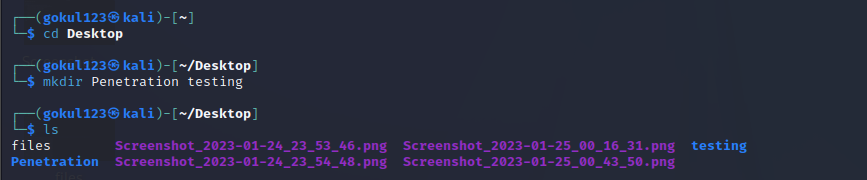 ┌──(gokul123㉿kali)-[~]
└─$ cd Desktop
┌──(gokul123㉿kali)-[~/Desktop]
└─$ mkdir Penetration testing
┌──(gokul123㉿kali)-[~/Desktop]
└─$ ls
files Screenshot_2023-01-24_23_53_46.png Screenshot_2023-01-25_00_16_31.png testing
Penetration Screenshot_2023-01-24_23_54_48.png Screenshot_2023-01-25_00_43_50.png